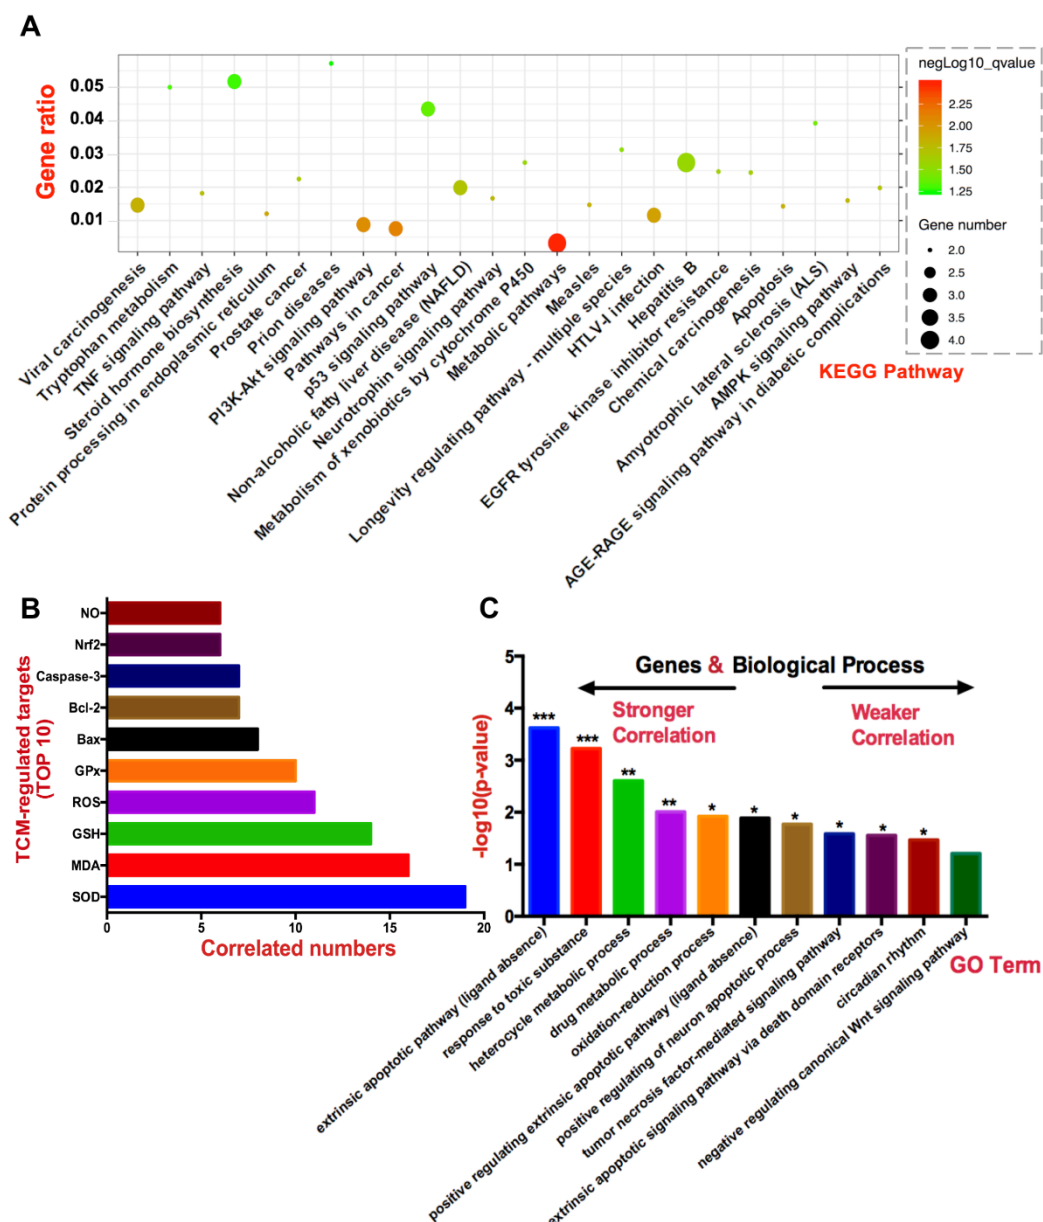 A
Gene ratio
0.05
0.04
0.03
0.02
0.01
negLog10_qvalue
2.25
2.00
1.75
1.50
1.25
Gene number
2.0
2.5
3.0
3.5
4.0
Viral carcinogenesis
Tryptophan metabolism
TNF signaling pathway
Steroid hormone biosynthesis
Protein processing in endoplasmic reticulum
Prostate cancer
Prion diseases
PI3K-Akt signaling pathway
Pathways in cancer
p53 signaling pathway
Non-alcoholic fatty liver disease (NAFLD)
Neurotrophin signaling pathway
Metabolism of xenobiotics by cytochrome P450
Metabolic pathways
Measles
Longevity regulating pathway - multiple species
HTLV-I infection
Hepatitis B
EGFR tyrosine kinase inhibitor resistance
Chemical carcinogenesis
Apoptosis
Amyotrophic lateral sclerosis (ALS)
AMPK signaling pathway
AGE-RAGE signaling pathway in diabetic complications
KEGG Pathway
B
TCM-regulated targets
(TOP 10)
NO
Nrf2
Caspase-3
Bcl-2
Bax
GPx
ROS
GSH
MDA
SOD
0
5
10
15
20
Correlated numbers
C
-log10(p-value)
5
4
3
2
1
0
Genes & Biological Process
Stronger
Correlation
Weaker
Correlation
***
***
**
**
*
*
*
*
*
*
extrinsic apoptotic pathway (ligand absence)
response to toxic substance
heterocycle metabolic process
drug metabolic process
oxidation-reduction process
positive regulating extrinsic apoptotic pathway (ligand absence)
positive regulating of neuron apoptotic process
tumor necrosis factor-mediated signaling pathway
extrinsic apoptotic signaling pathway via death domain receptors
circadian rhythm
negative regulating canonical Wnt signaling pathway
GO Term